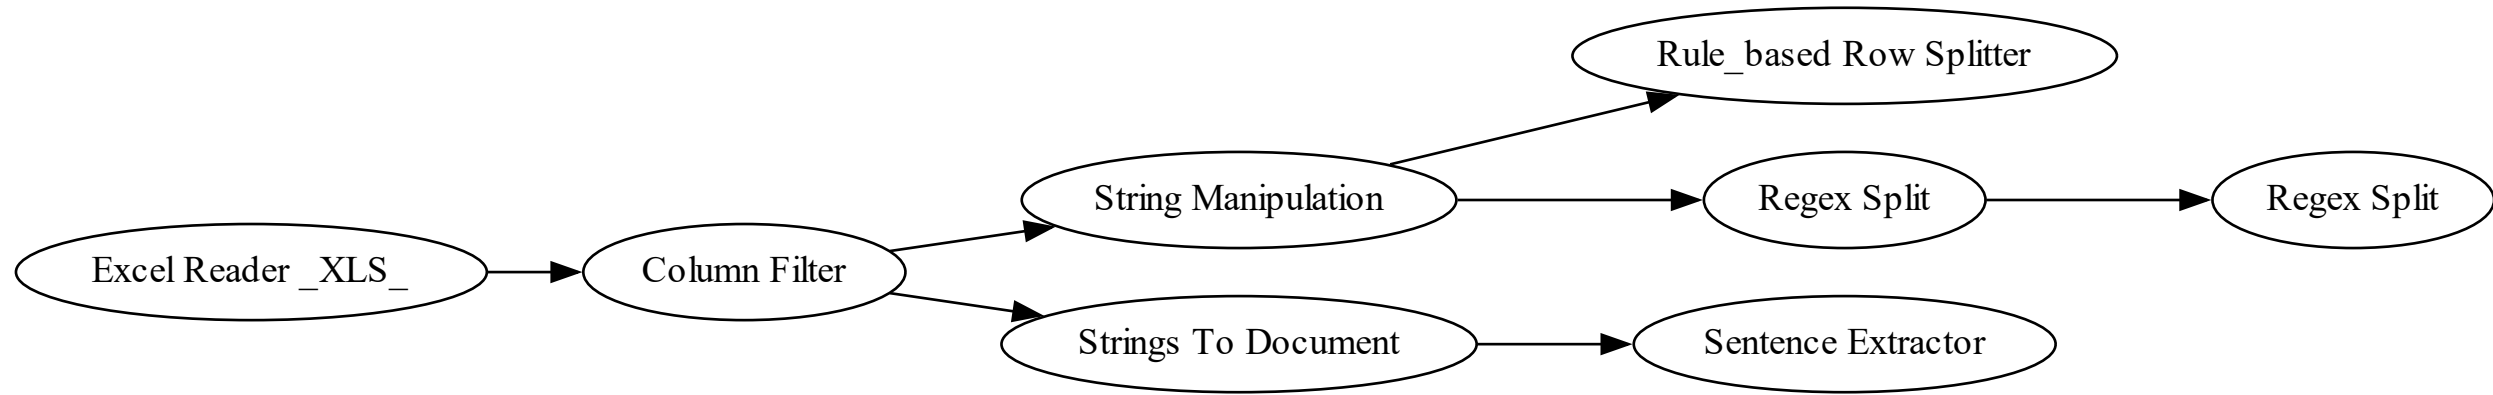 Rule_based Row Splitter
String Manipulation
Regex Split
Regex Split
Excel Reader _XLS_
Column Filter
Strings To Document
Sentence Extractor